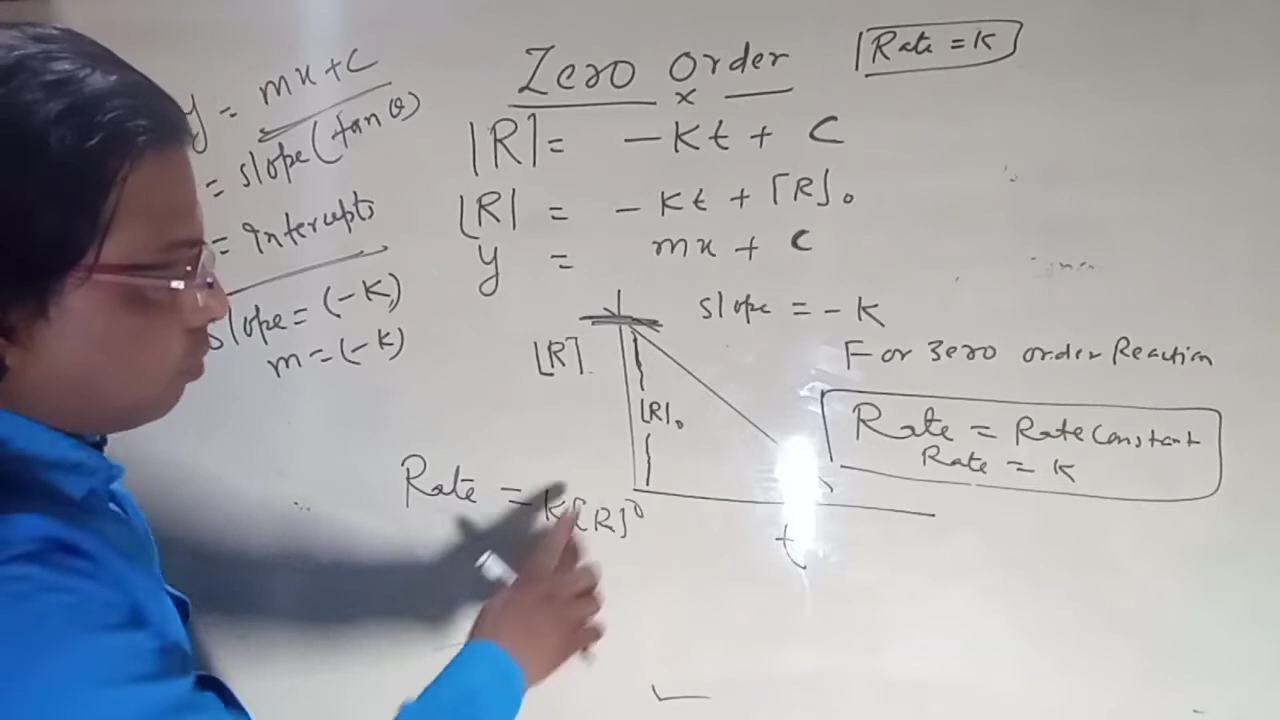 Zero Order
Rate = K
y = mx + c
= slope (tan θ)
= Intercepts
slope = (-K)
m = (-K)
[R] = -Kt + C
[R] = -Kt + [R]₀
y = mx + c
slope = -K
For Zero order Reaction
Rate = Rate Constant
Rate = K
[R]
[R]₀
t
Rate = K[R]⁰